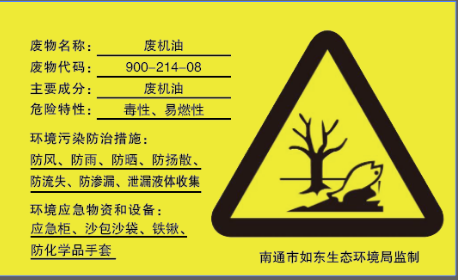 废物名称：废机油
废物代码：900-214-08
主要成分：废机油
危险特性：毒性、易燃性
环境污染防治措施：
防风、防雨、防晒、防扬散、
防流失、防渗漏、泄漏液体收集
环境应急物资和设备：
应急柜、沙包沙袋、铁锹、
防化学品手套
南通市如东生态环境局监制